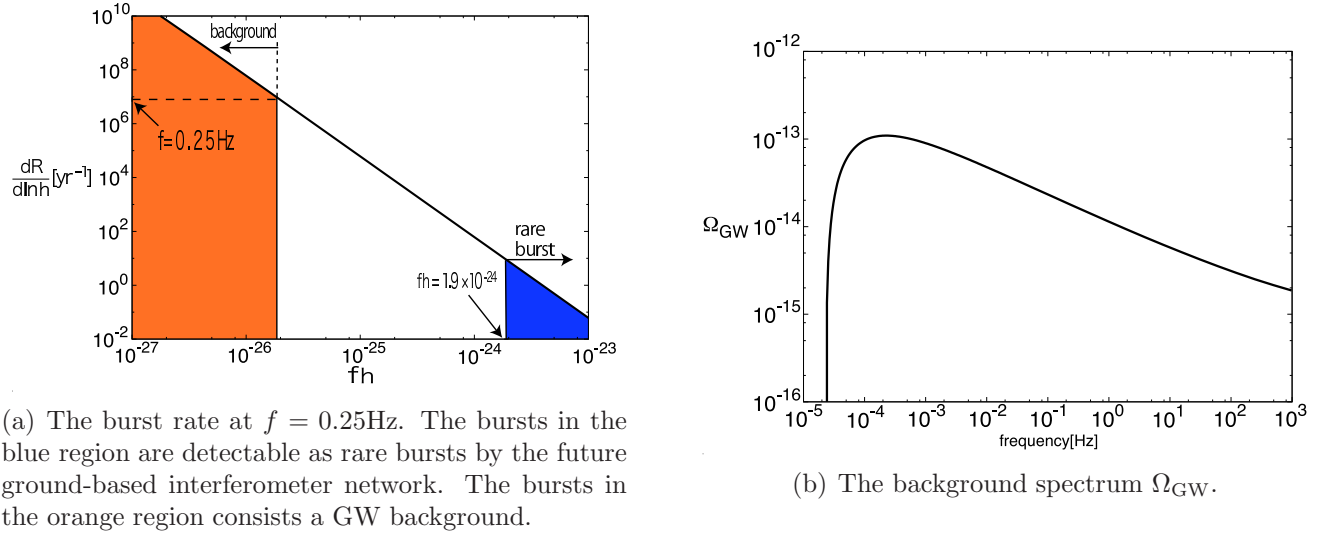 10^10
10^8
10^6
10^4
10^2
10^0
10^-2
dR
dlnh [yr^-1]
background
f=0.25Hz
rare
burst
fh=1.9×10^-24
10^-27 10^-26 10^-25 10^-24 10^-23
fh
(a) The burst rate at f = 0.25Hz. The bursts in the
blue region are detectable as rare bursts by the future
ground-based interferometer network. The bursts in
the orange region consists a GW background.
10^-12
10^-13
Ω_GW 10^-14
10^-15
10^-16
10^-5 10^-4 10^-3 10^-2 10^-1 10^0 10^1 10^2 10^3
frequency[Hz]
(b) The background spectrum Ω_GW.